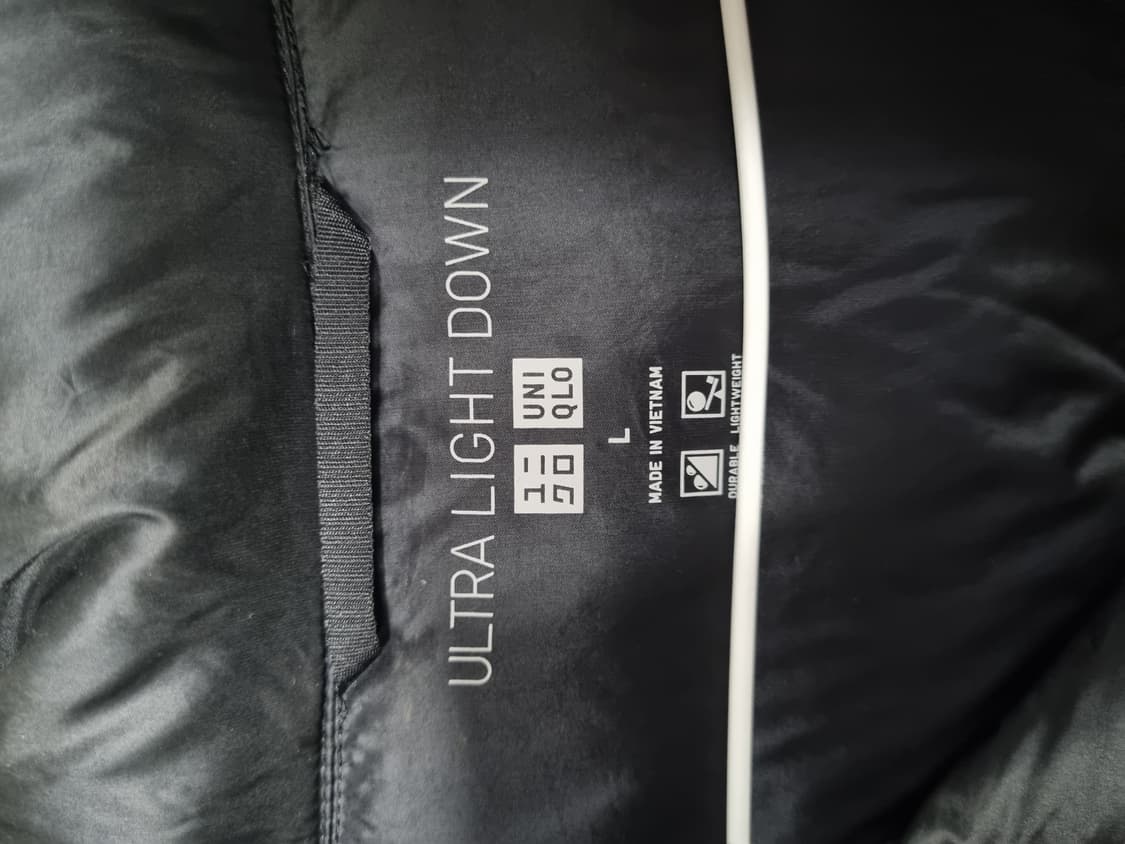 ULTRA LIGHT DOWN
ユニ UNI
クロ QLO
L
MADE IN VIETNAM
DURABLE LIGHTWEIGHT